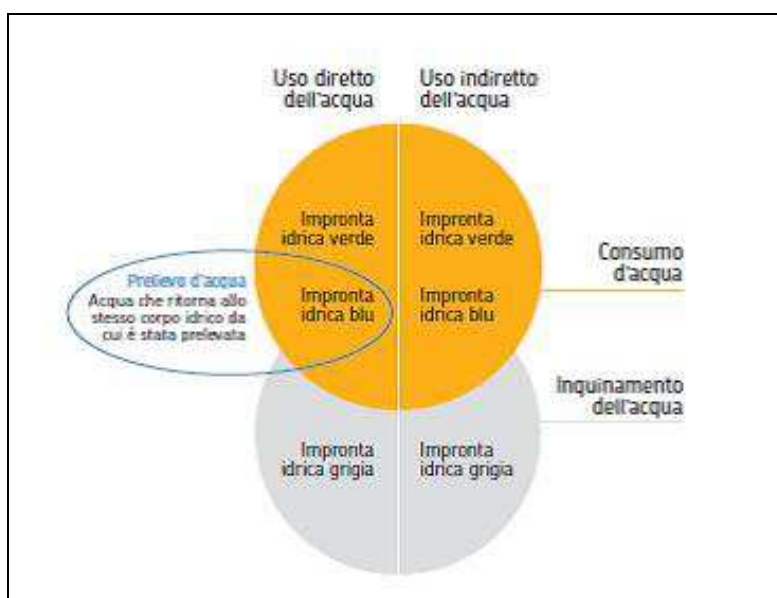 Uso diretto
dell'acqua
Uso indiretto
dell'acqua
Impronta
idrica verde
Impronta
idrica verde
Consumo
d'acqua
Prelievo d'acqua
Acqua che ritorna allo
stesso corpo idrico da
cui è stata prelevata
Impronta
idrica blu
Impronta
idrica blu
Inquinamento
dell'acqua
Impronta
idrica grigia
Impronta
idrica grigia